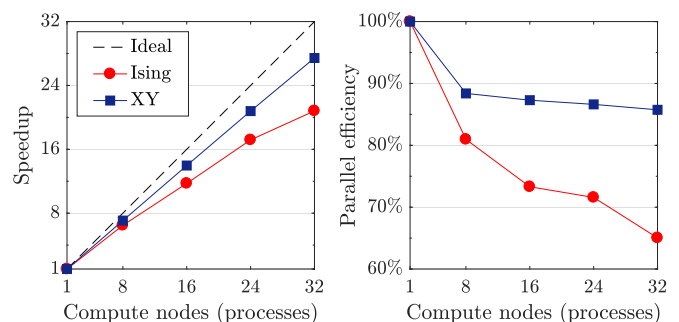 32
24
16
8
1
Speedup
Ideal
Ising
XY
1 8 16 24 32
Compute nodes (processes)
100%
90%
80%
70%
60%
Parallel efficiency
1 8 16 24 32
Compute nodes (processes)